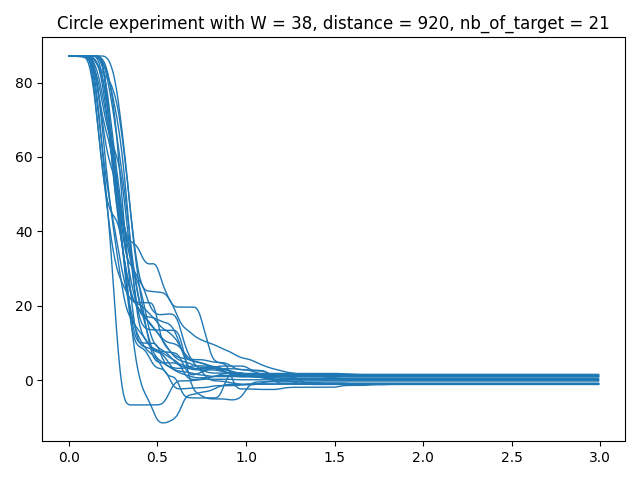 Circle experiment with W = 38, distance = 920, nb_of_target = 21
80
60
40
20
0
0.0 0.5 1.0 1.5 2.0 2.5 3.0